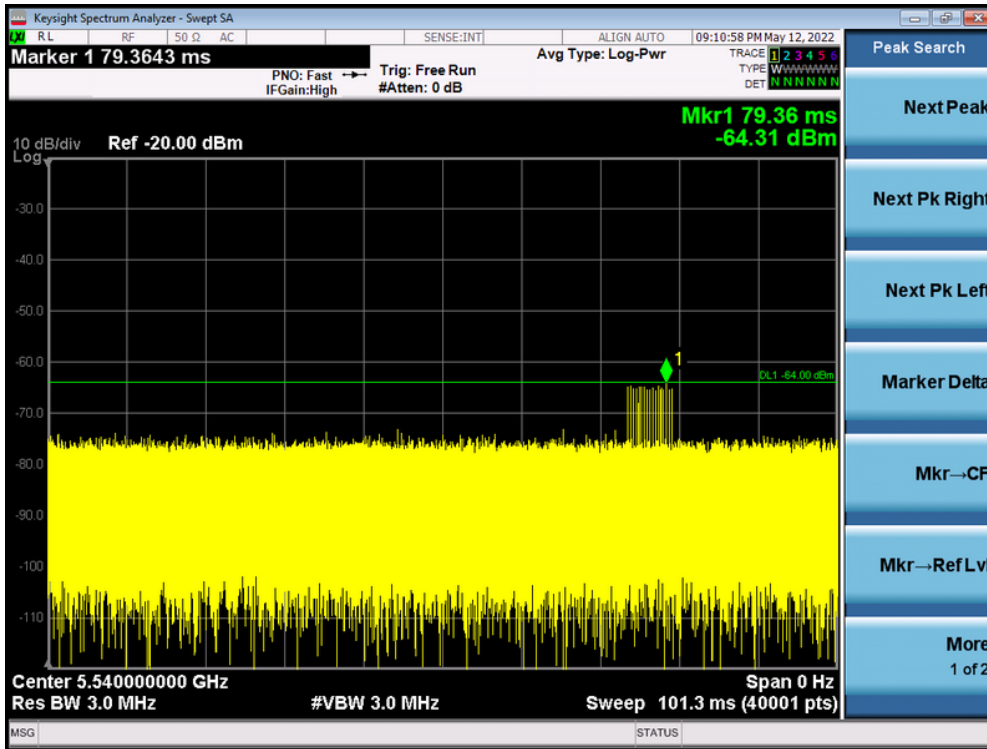 Keysight Spectrum Analyzer - Swept SA
LXI RL RF 50 Ω AC SENSE:INT ALIGN AUTO 09:10:58 PM May 12, 2022
Marker 1 79.3643 ms
PNO: Fast
IFGain:High
Trig: Free Run
#Atten: 0 dB
Avg Type: Log-Pwr
TRACE 1 2 3 4 5 6
TYPE WWWWWW
DET N N N N N N
Mkr1 79.36 ms
-64.31 dBm
10 dB/div Ref -20.00 dBm
Log
-30.0
-40.0
-50.0
-60.0
-70.0
-80.0
-90.0
-100
-110
1
DL1 -64.00 dBm
Center 5.540000000 GHz Span 0 Hz
Res BW 3.0 MHz #VBW 3.0 MHz Sweep 101.3 ms (40001 pts)
MSG STATUS
Peak Search
Next Peak
Next Pk Right
Next Pk Left
Marker Delta
Mkr→CF
Mkr→Ref Lvl
More
1 of 2